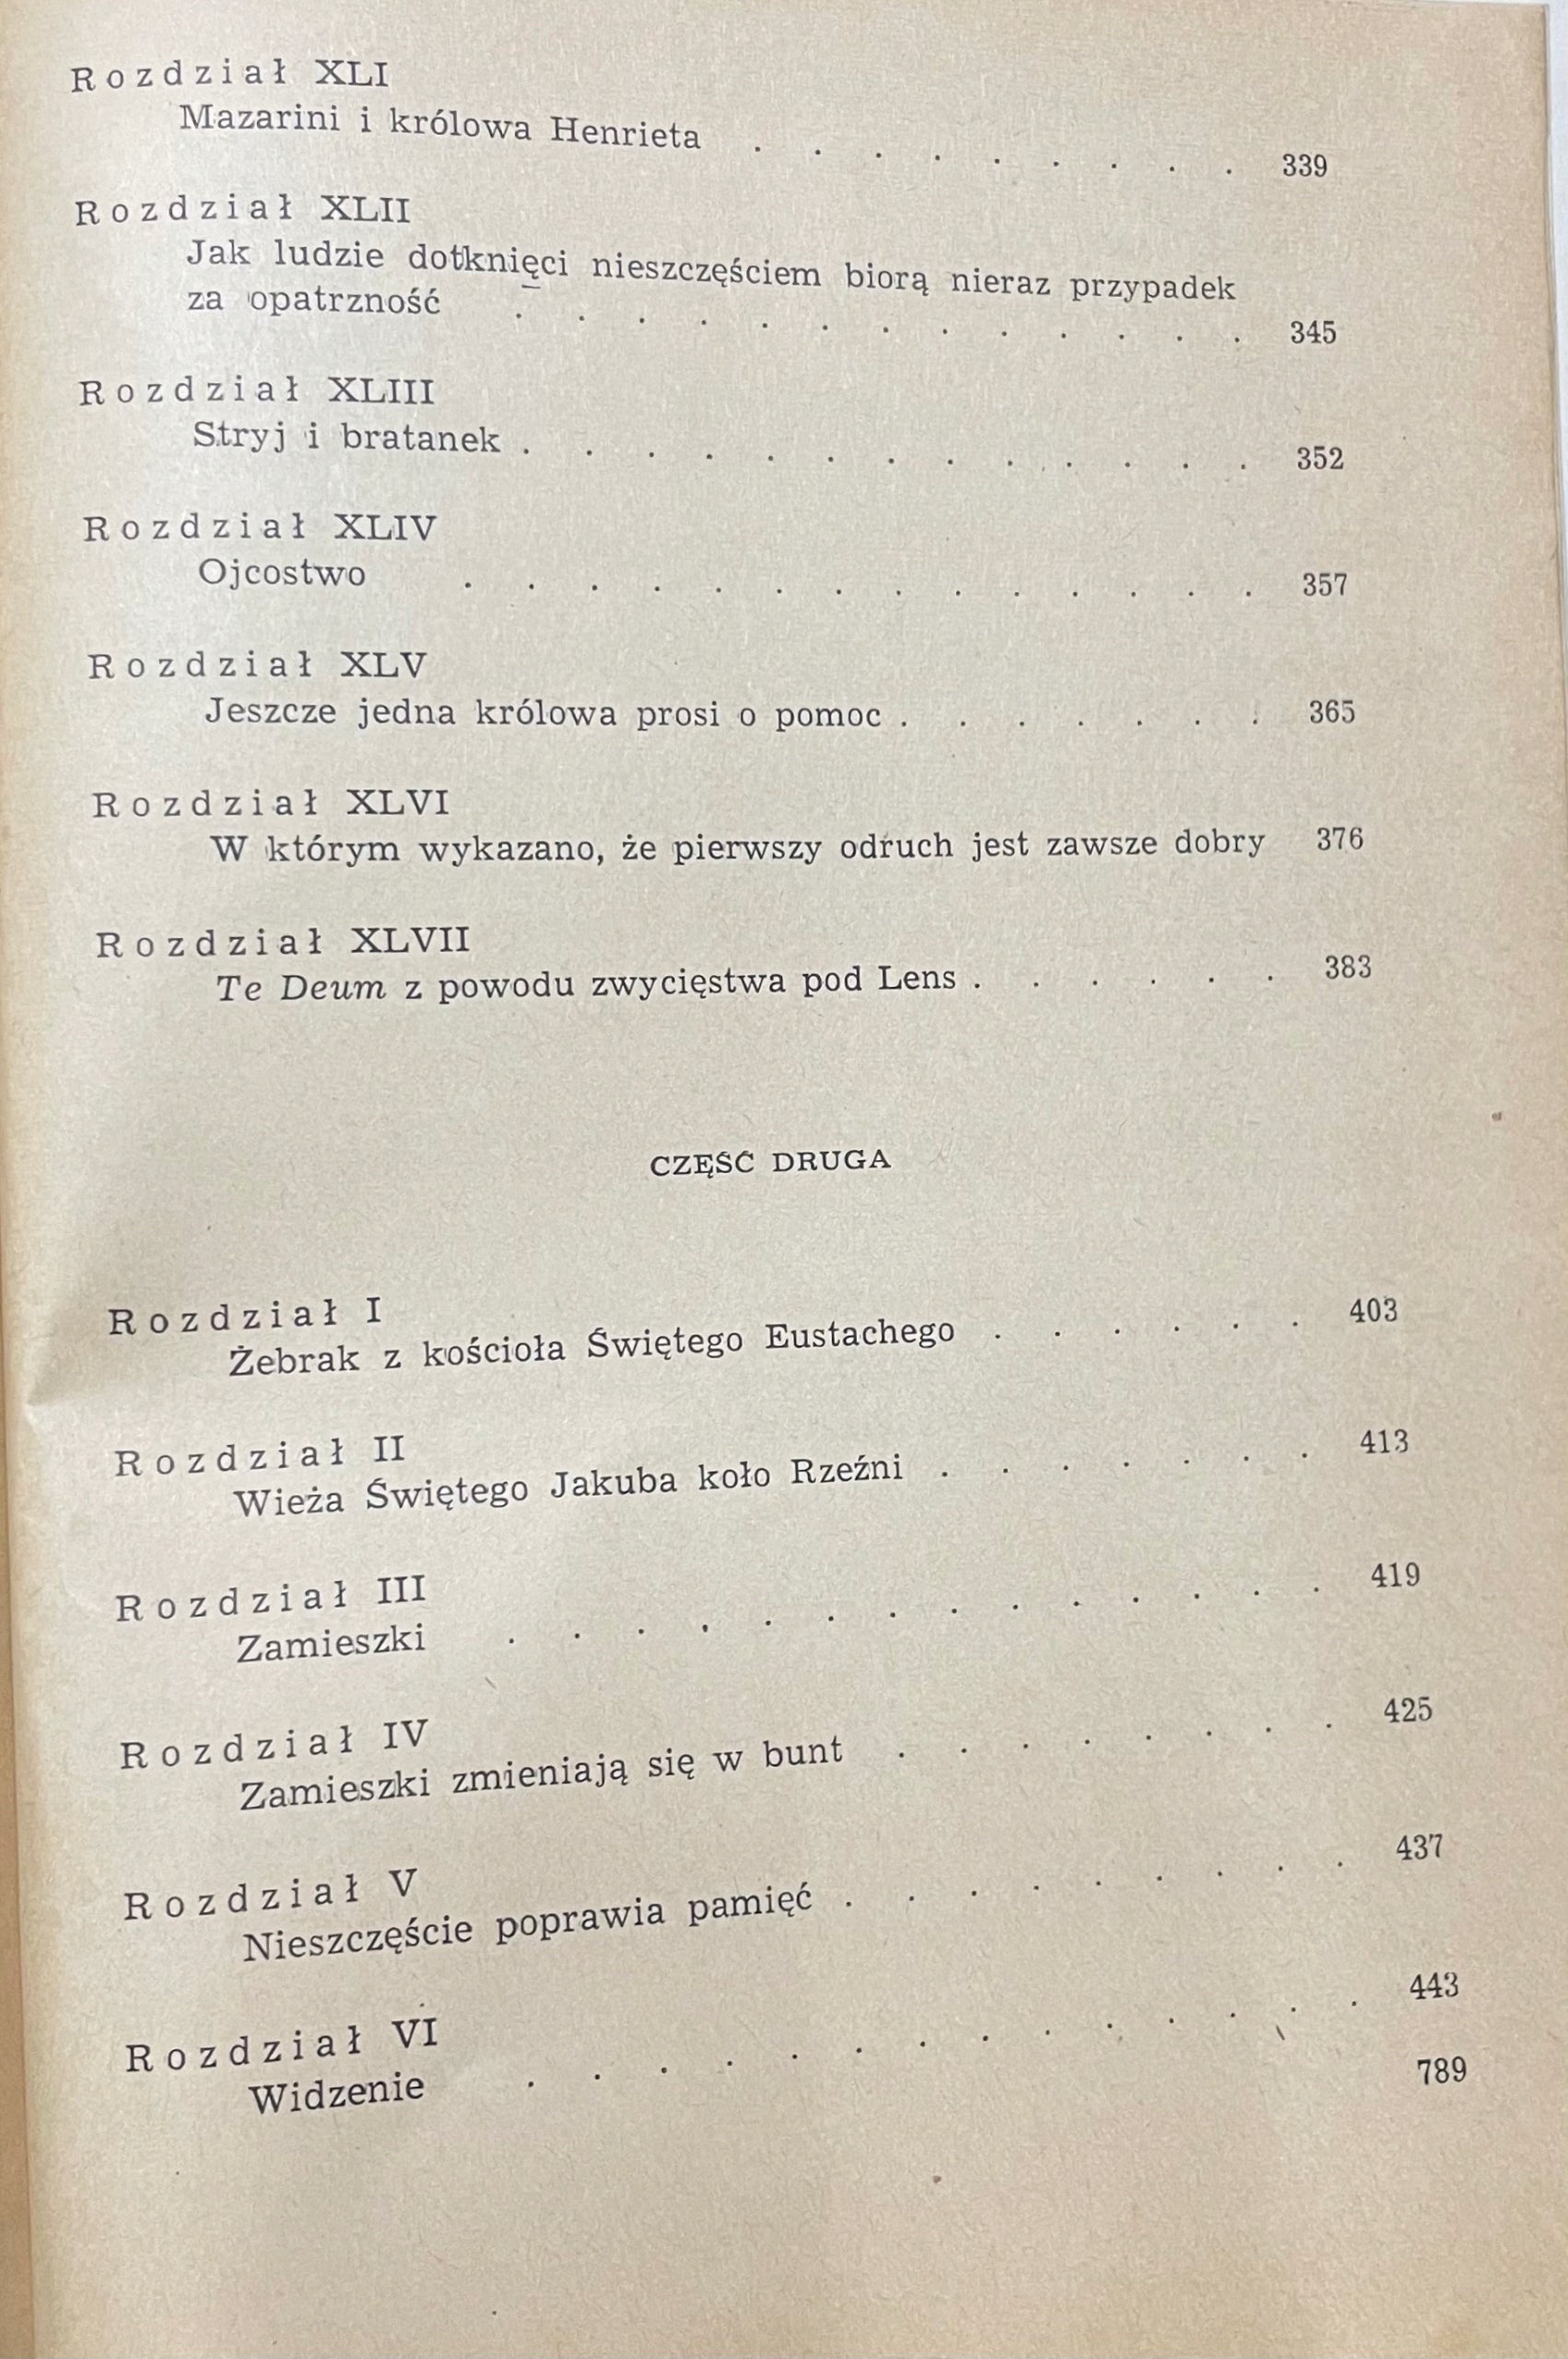 Rozdział XLI
Mazarini i królowa Henrieta . . . . . . . . . 339
Rozdział XLII
Jak ludzie dotknięci nieszczęściem biorą nieraz przypadek
za opatrzność . . . . . . . . . . . . . 345
Rozdział XLIII
Stryj i bratanek . . . . . . . . . . . . . 352
Rozdział XLIV
Ojcostwo . . . . . . . . . . . . . . 357
Rozdział XLV
Jeszcze jedna królowa prosi o pomoc . . . . . . . 365
Rozdział XLVI
W którym wykazano, że pierwszy odruch jest zawsze dobry 376
Rozdział XLVII
Te Deum z powodu zwycięstwa pod Lens . . . . . . 383
CZĘŚĆ DRUGA
Rozdział I
Żebrak z kościoła Świętego Eustachego . . . . . . 403
Rozdział II
Wieża Świętego Jakuba koło Rzeźni . . . . . . . 413
Rozdział III
Zamieszki . . . . . . . . . . . . . . 419
Rozdział IV
Zamieszki zmieniają się w bunt . . . . . . . . 425
Rozdział V
Nieszczęście poprawia pamięć . . . . . . . . . 437
Rozdział VI
Widzenie . . . . . . . . . . . . . . 443
789